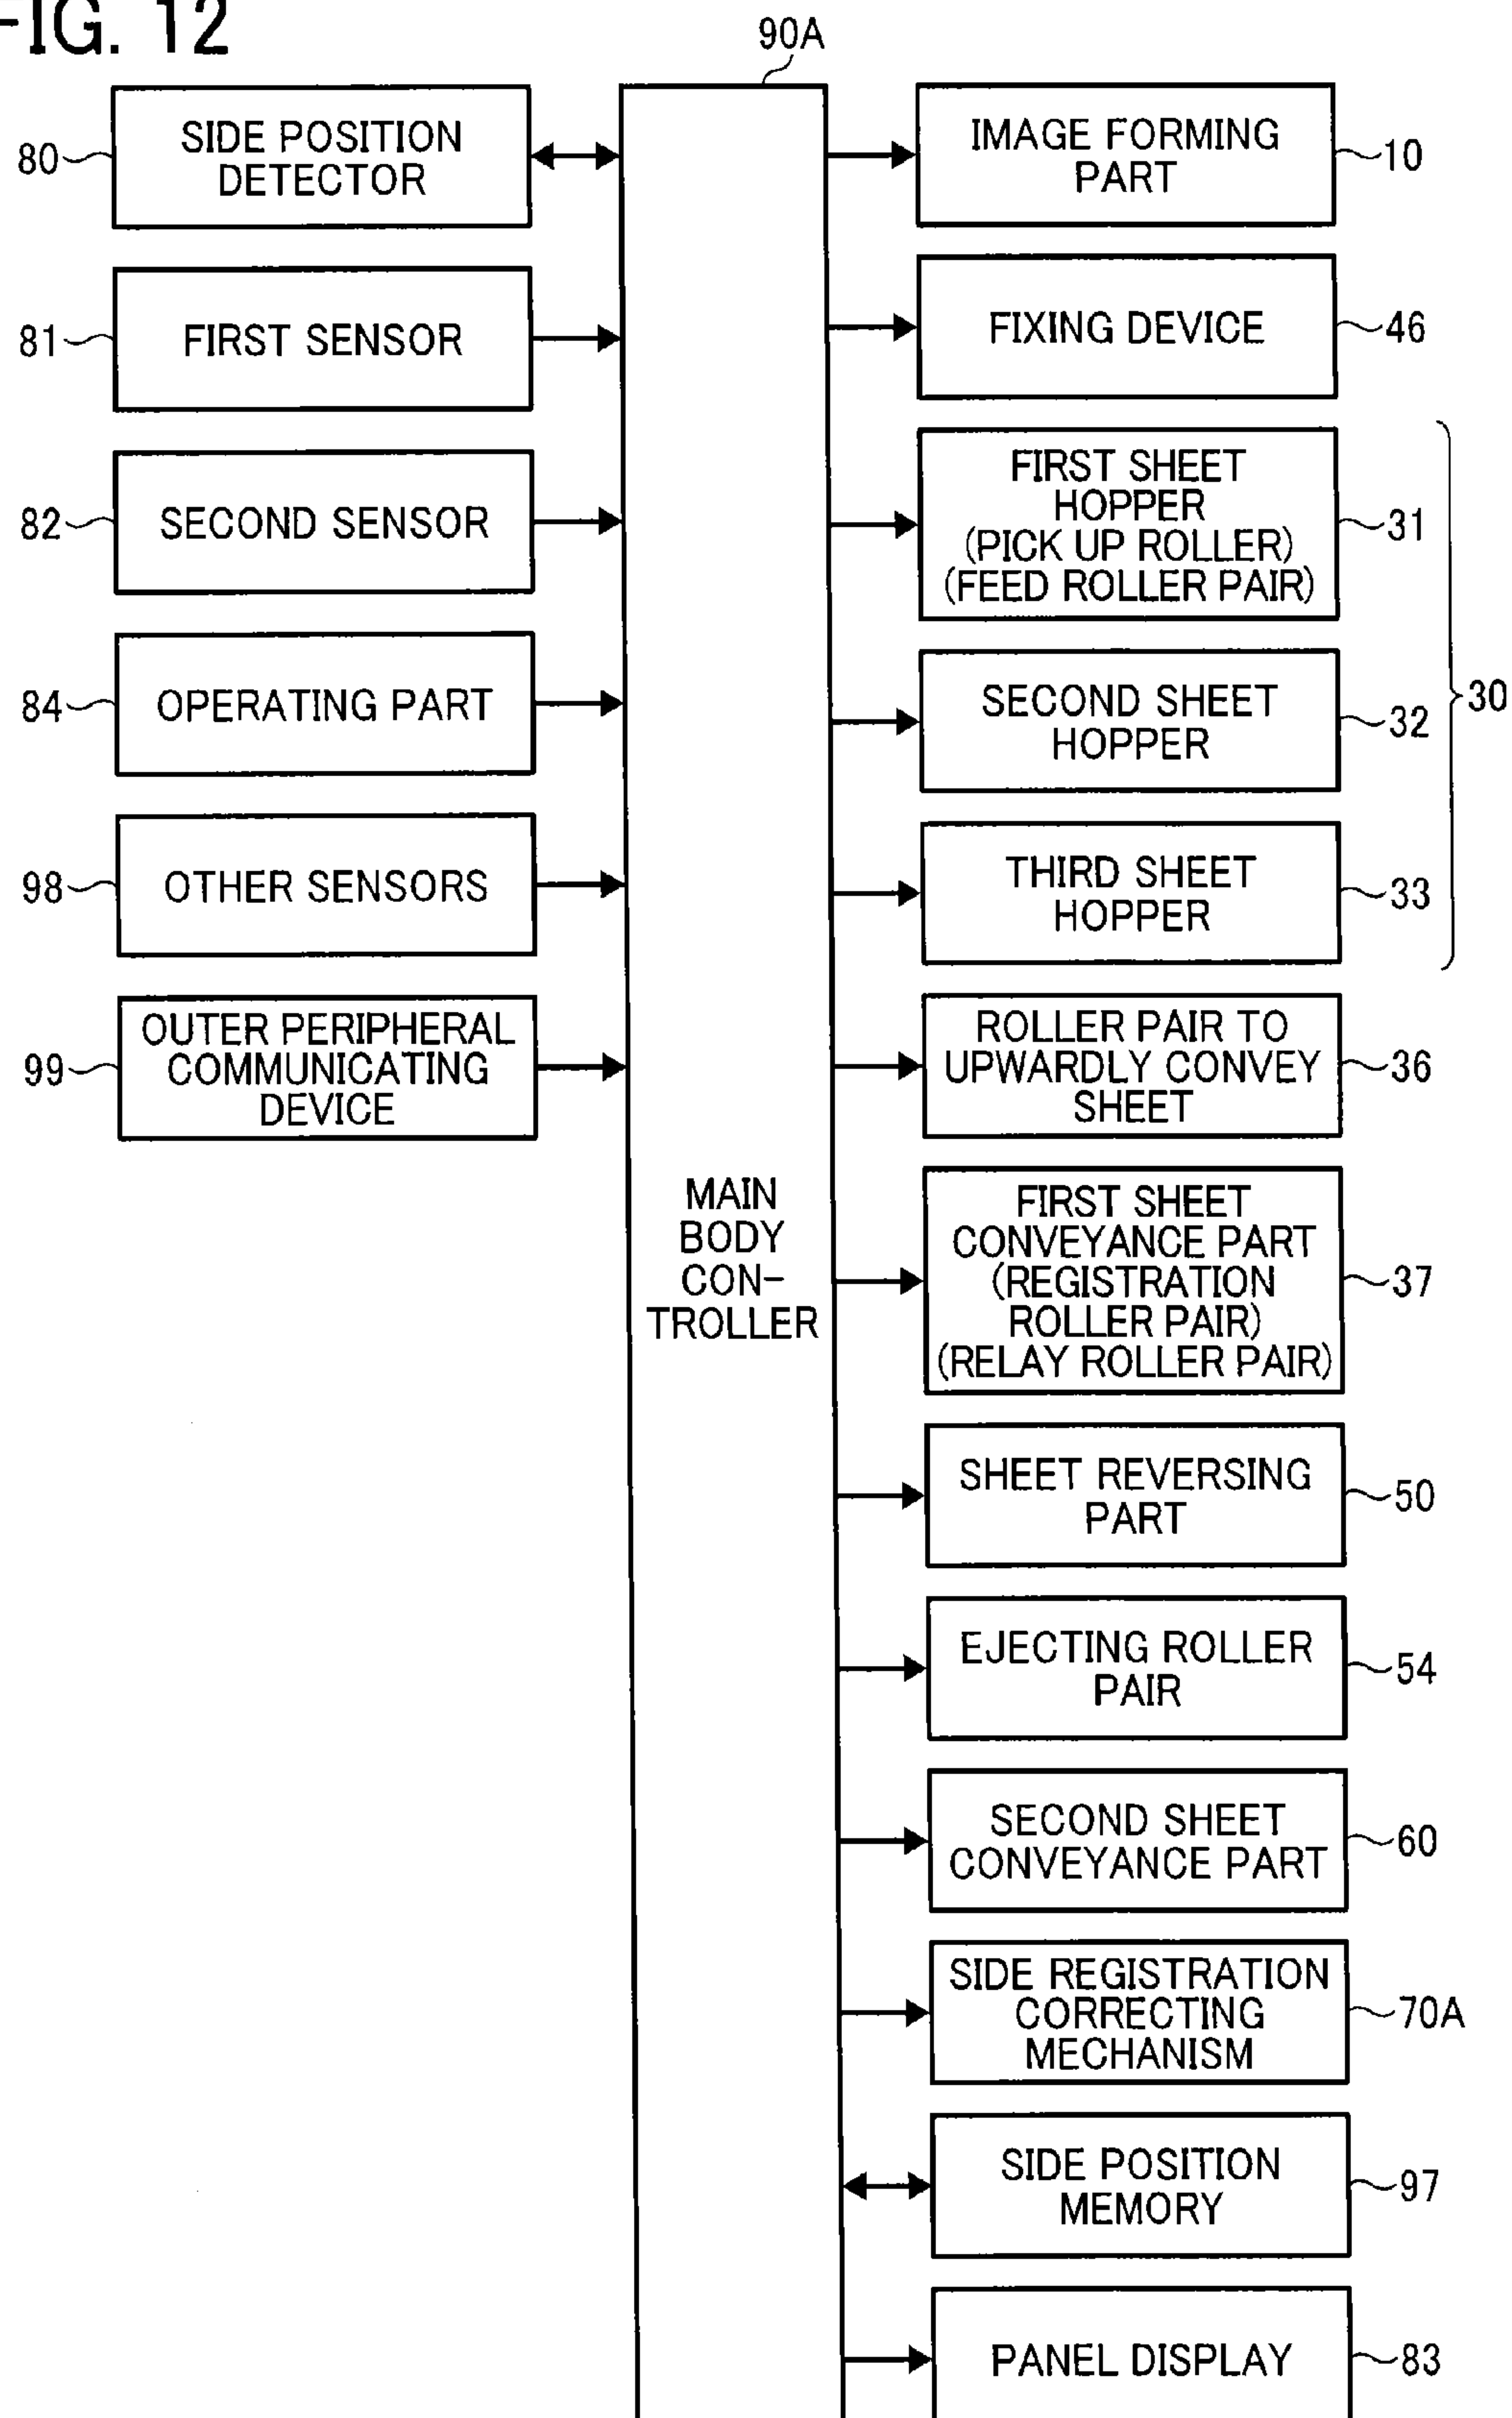 FIG. 12
90A
80
SIDE POSITION
DETECTOR
81
FIRST SENSOR
82
SECOND SENSOR
84
OPERATING PART
98
OTHER SENSORS
99
OUTER PERIPHERAL
COMMUNICATING
DEVICE
MAIN
BODY
CON-
TROLLER
IMAGE FORMING
PART
10
FIXING DEVICE
46
FIRST SHEET
HOPPER
(PICK UP ROLLER)
(FEED ROLLER PAIR)
31
SECOND SHEET
HOPPER
32
30
THIRD SHEET
HOPPER
33
ROLLER PAIR TO
UPWARDLY CONVEY
SHEET
36
FIRST SHEET
CONVEYANCE PART
(REGISTRATION
ROLLER PAIR)
(RELAY ROLLER PAIR)
37
SHEET REVERSING
PART
50
EJECTING ROLLER
PAIR
54
SECOND SHEET
CONVEYANCE PART
60
SIDE REGISTRATION
CORRECTING
MECHANISM
70A
SIDE POSITION
MEMORY
97
PANEL DISPLAY
83